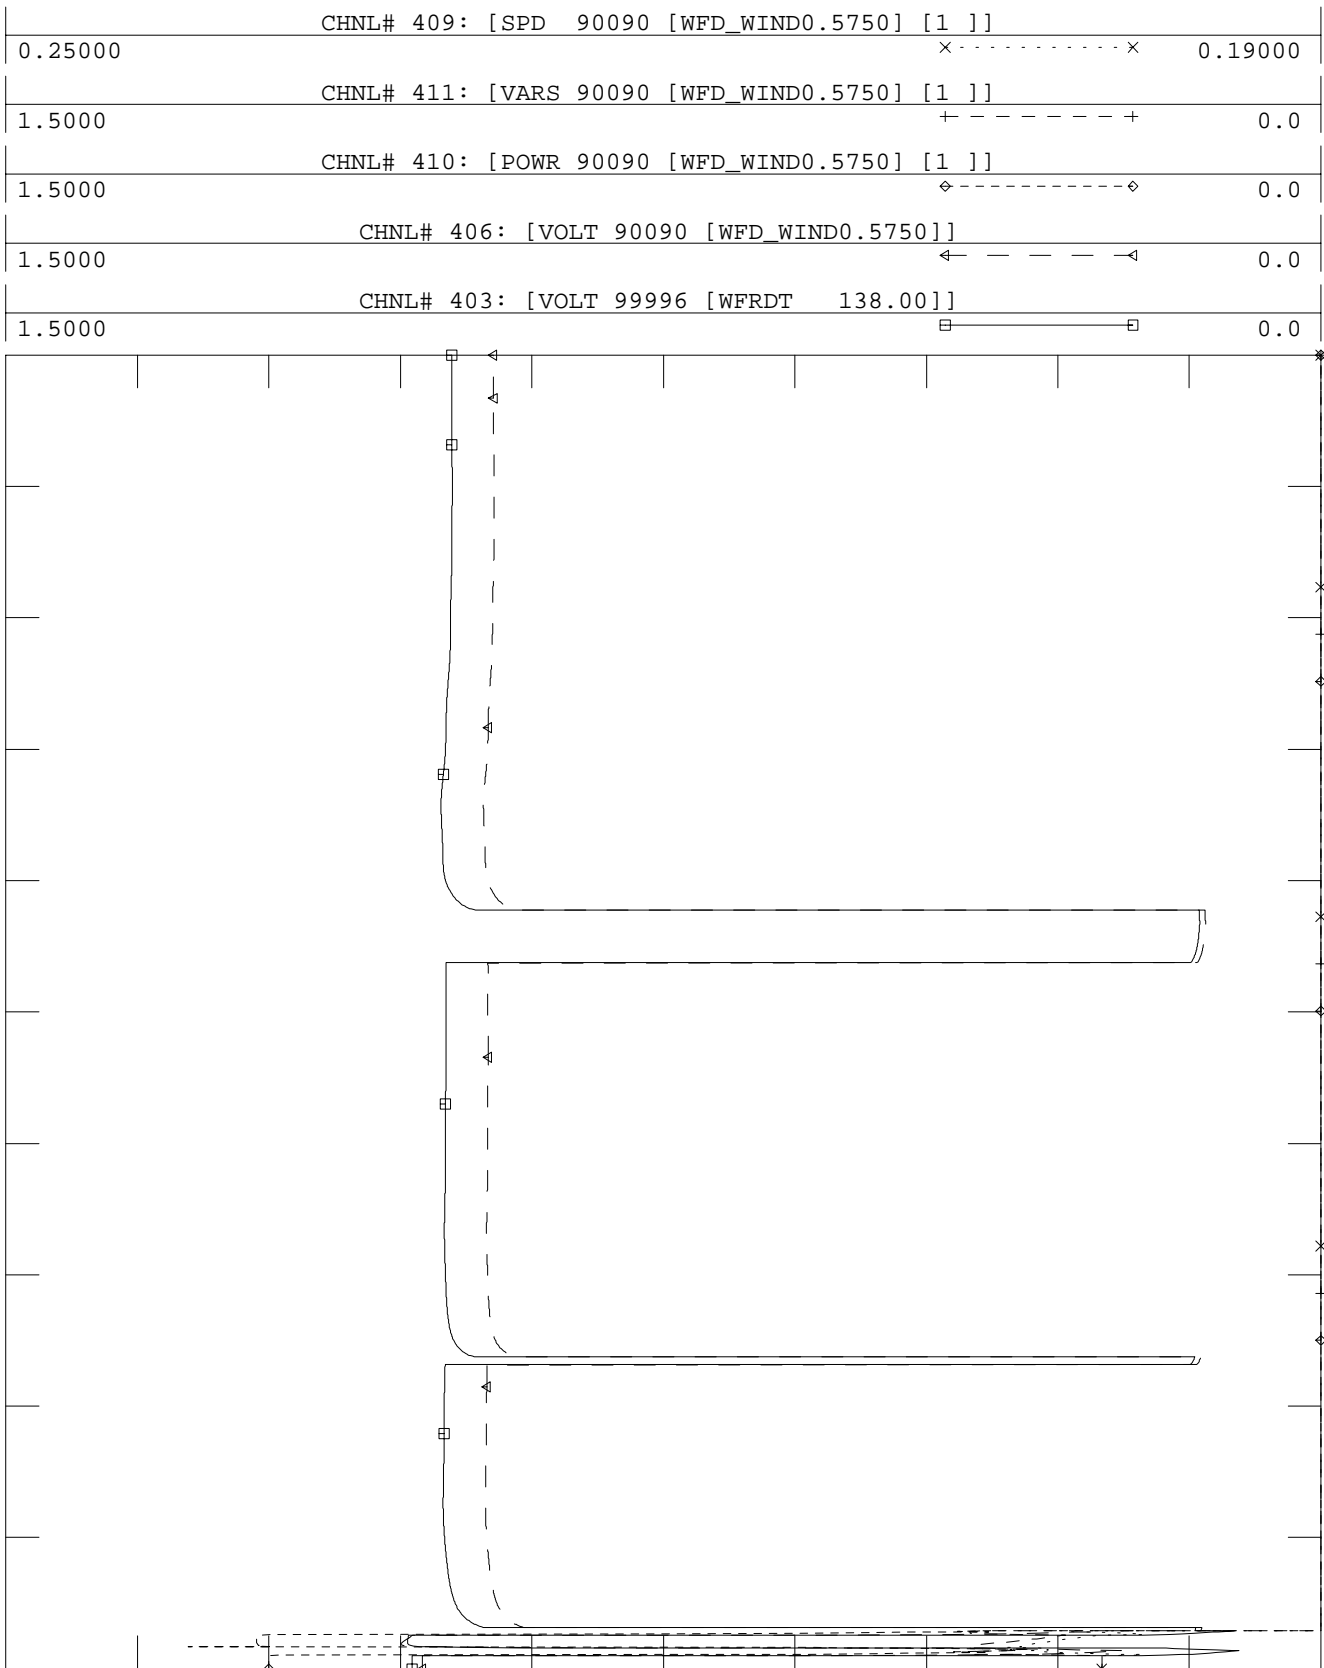 CHNL# 409: [SPD  90090 [WFD_WIND0.5750] [1 ]]
0.25000 0.19000
CHNL# 411: [VARS 90090 [WFD_WIND0.5750] [1 ]]
1.5000 0.0
CHNL# 410: [POWR 90090 [WFD_WIND0.5750] [1 ]]
1.5000 0.0
CHNL# 406: [VOLT 90090 [WFD_WIND0.5750]]
1.5000 0.0
CHNL# 403: [VOLT 99996 [WFRDT   138.00]]
1.5000 0.0